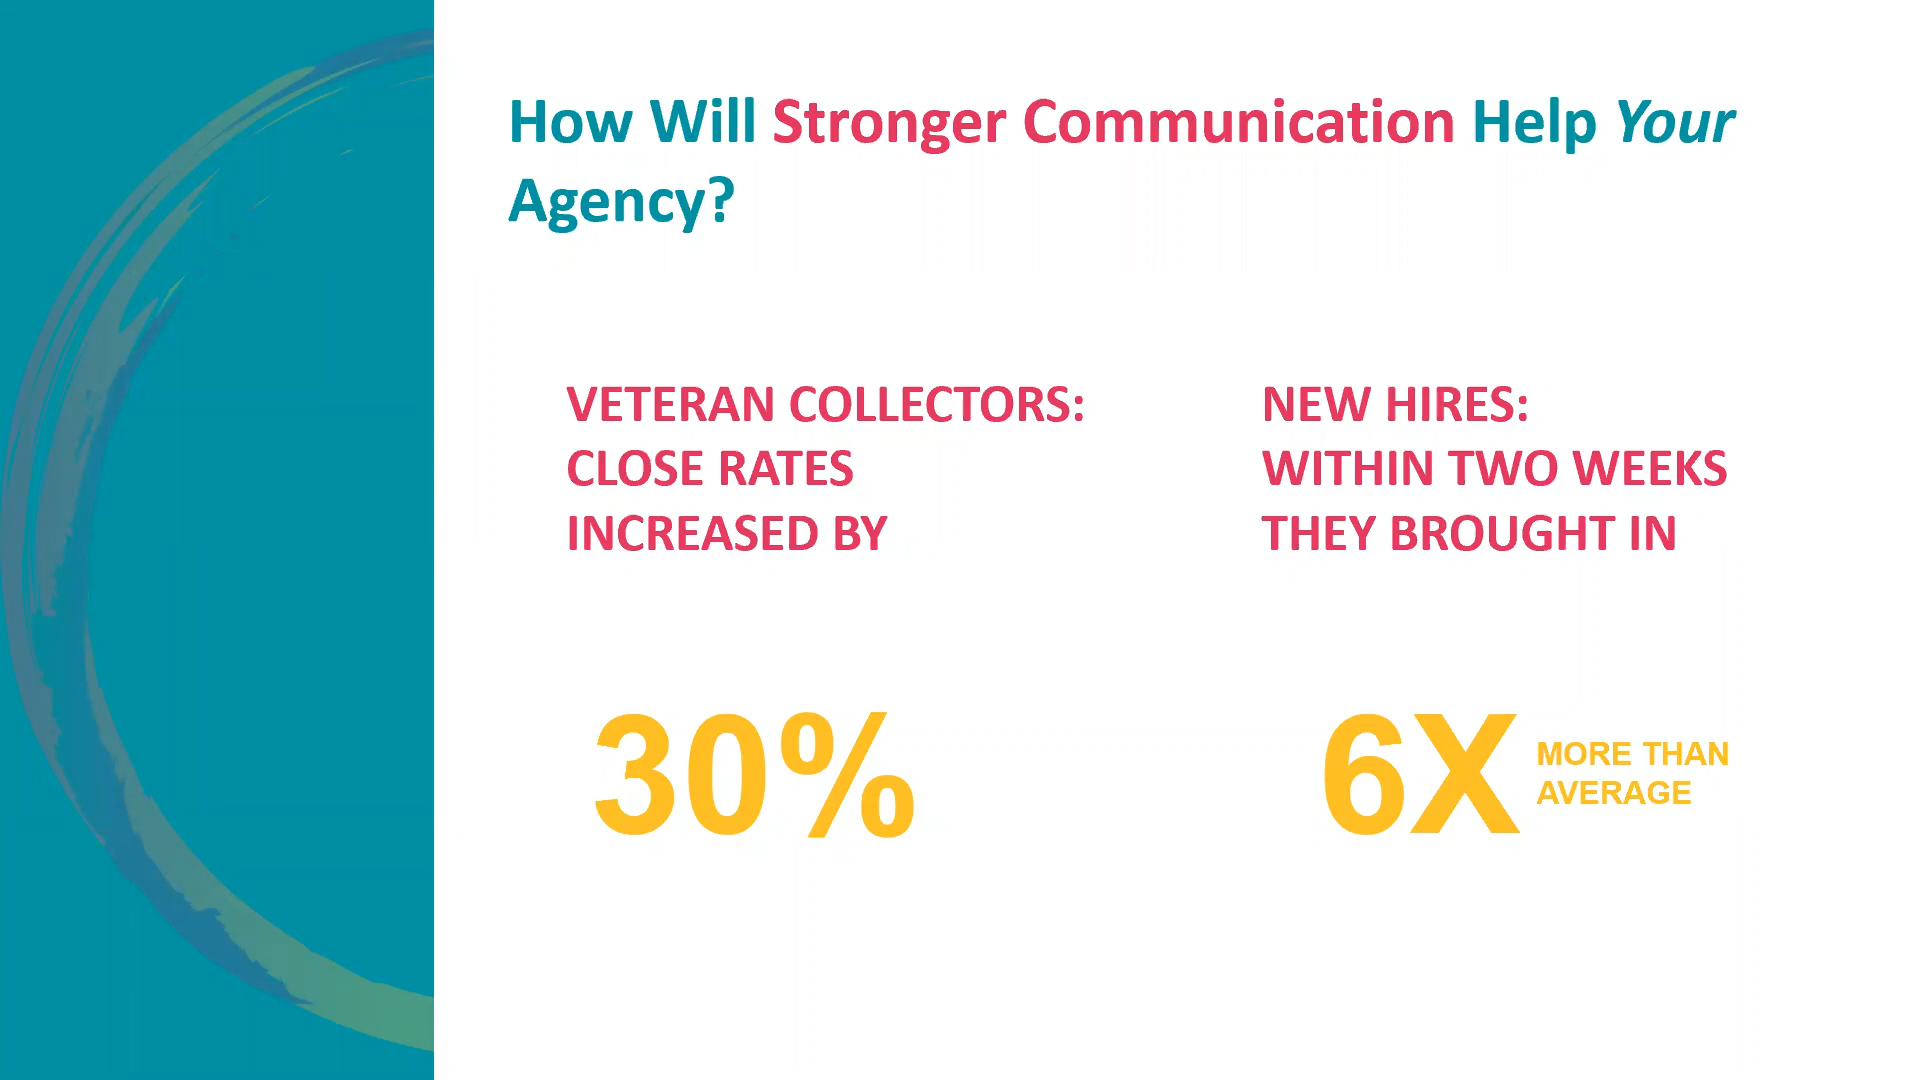 How Will Stronger Communication Help Your
Agency?
VETERAN COLLECTORS:
CLOSE RATES
INCREASED BY
30%
NEW HIRES:
WITHIN TWO WEEKS
THEY BROUGHT IN
6X
MORE THAN
AVERAGE